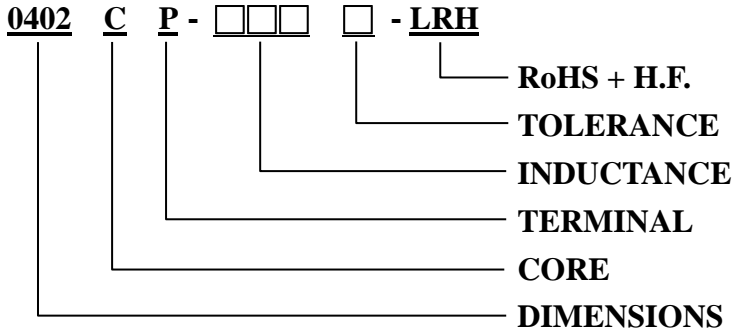 0402 C P - □□□ □ - LRH
RoHS + H.F.
TOLERANCE
INDUCTANCE
TERMINAL
CORE
DIMENSIONS